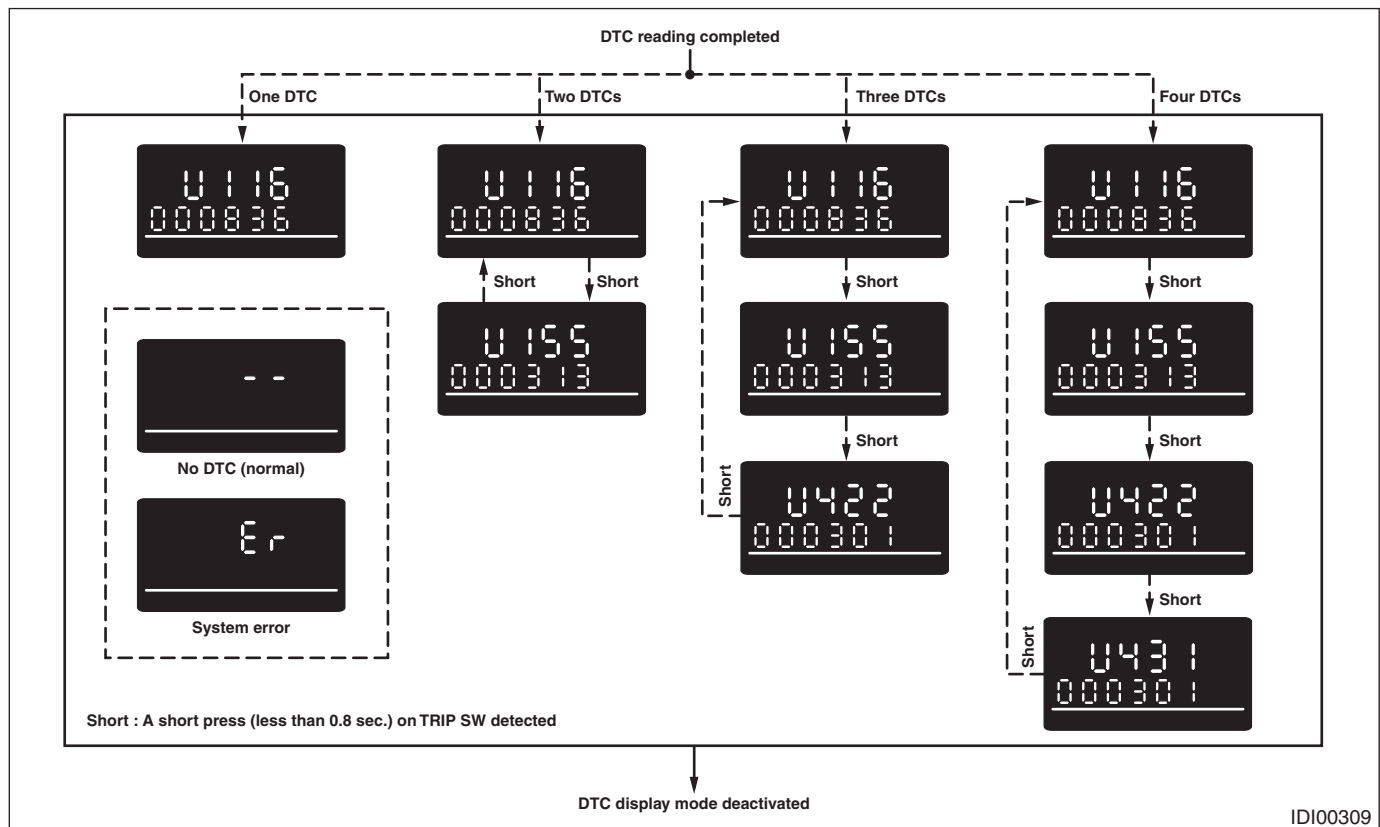 DTC reading completed
One DTC
Two DTCs
Three DTCs
Four DTCs
U116
000836
U116
000836
U116
000836
U116
000836
Short
Short
Short
Short
U155
000313
U155
000313
U155
000313
--
No DTC (normal)
Short
Short
Short
U422
000301
U422
000301
Er
System error
Short
Short
U431
000301
Short : A short press (less than 0.8 sec.) on TRIP SW detected
DTC display mode deactivated
IDI00309